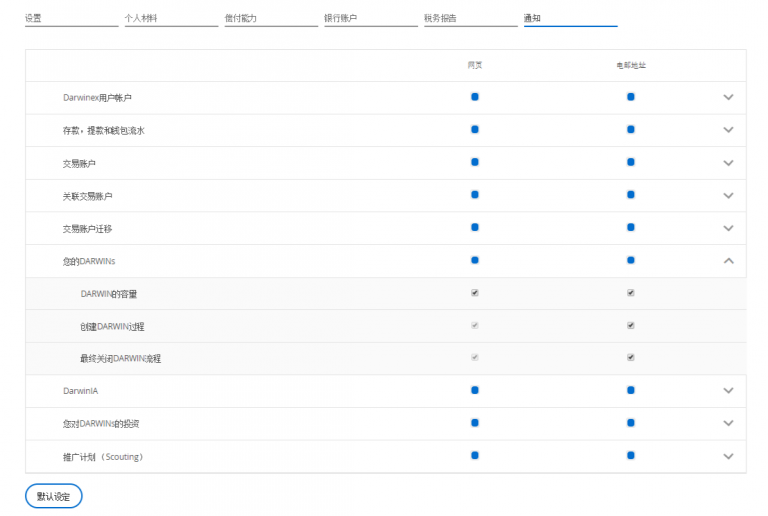 设置 个人材料 偿付能力 银行账户 税务报告 通知
网页 电邮地址
Darwinex用户帐户
存款，提款和钱包流水
交易账户
关联交易账户
交易账户迁移
您的DARWINs
DARWIN的容量
创建DARWIN过程
最终关闭DARWIN流程
DarwinIA
您对DARWINs的投资
推广计划（Scouting）
默认设定